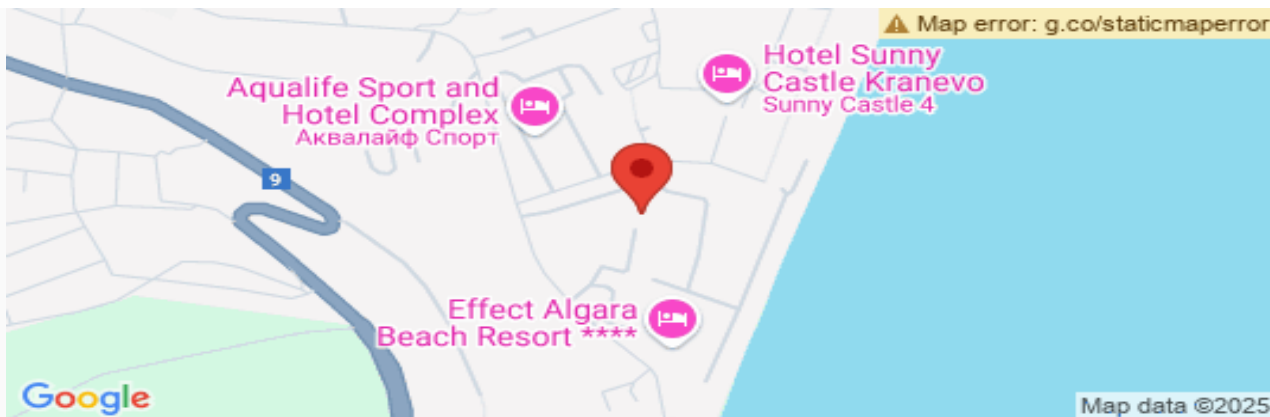 Map error: g.co/staticmaperror
Hotel Sunny
Castle Kranevo
Sunny Castle 4
Aqualife Sport and
Hotel Complex
Аквалайф Спорт
9
Effect Algara
Beach Resort ****
Google
Map data ©2025